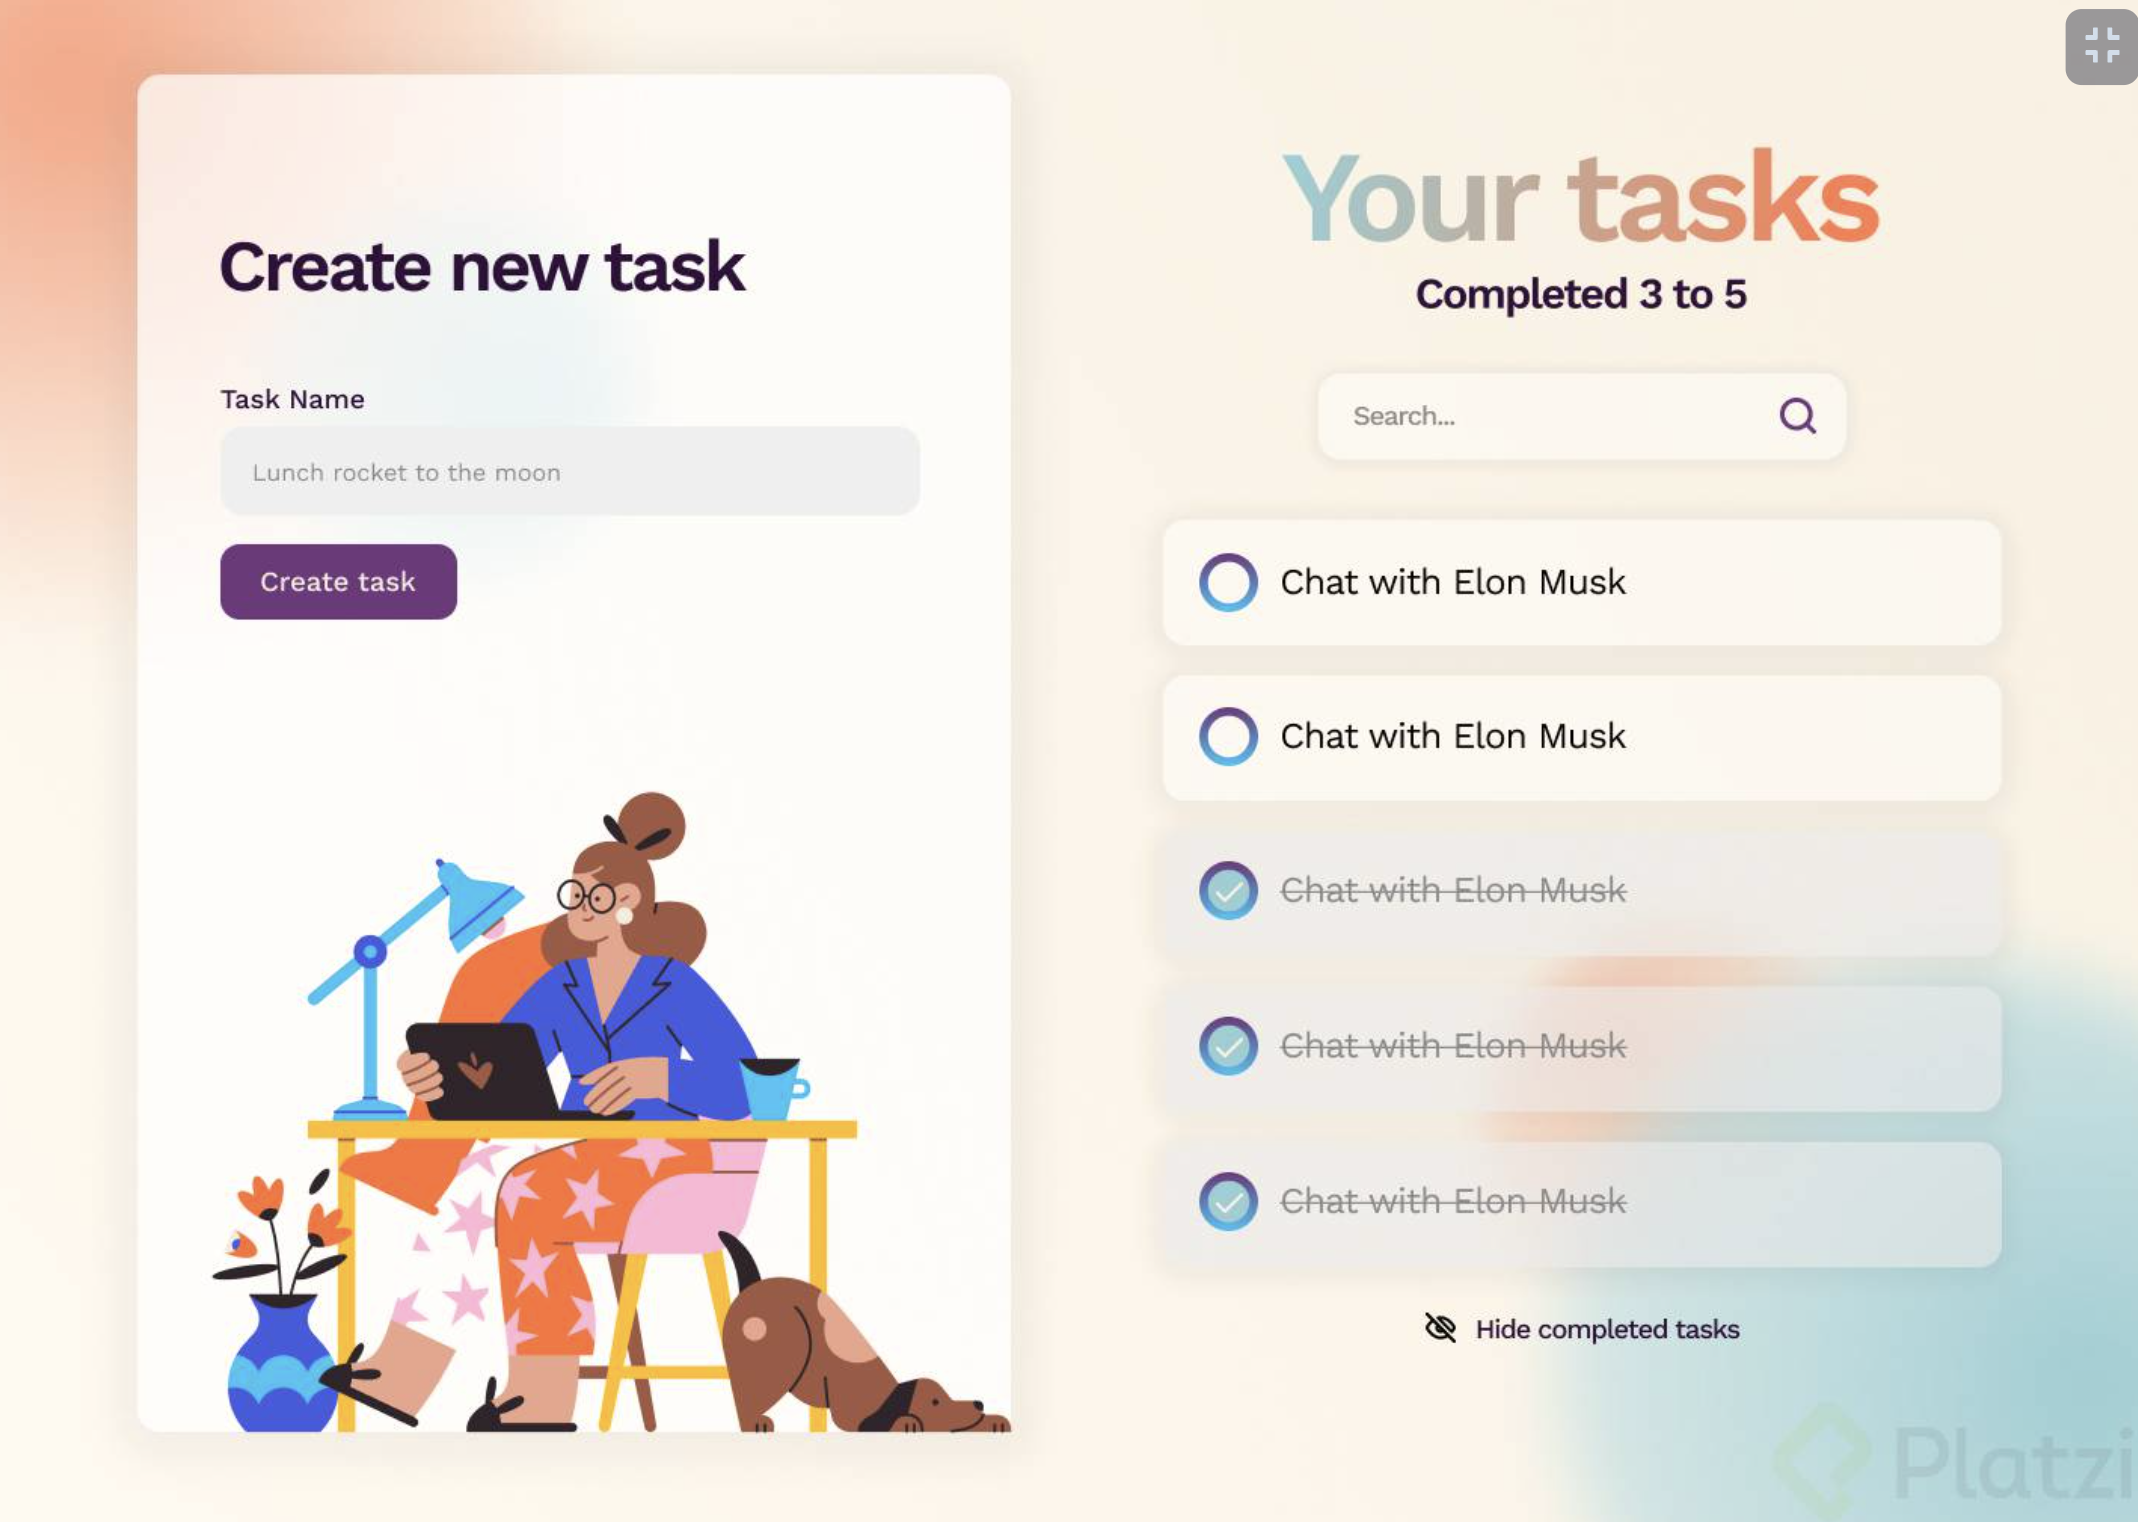 Create new task
Task Name
Lunch rocket to the moon
Create task
Your tasks
Completed 3 to 5
Search...
Chat with Elon Musk
Chat with Elon Musk
Chat with Elon Musk
Chat with Elon Musk
Chat with Elon Musk
Hide completed tasks
Platzi